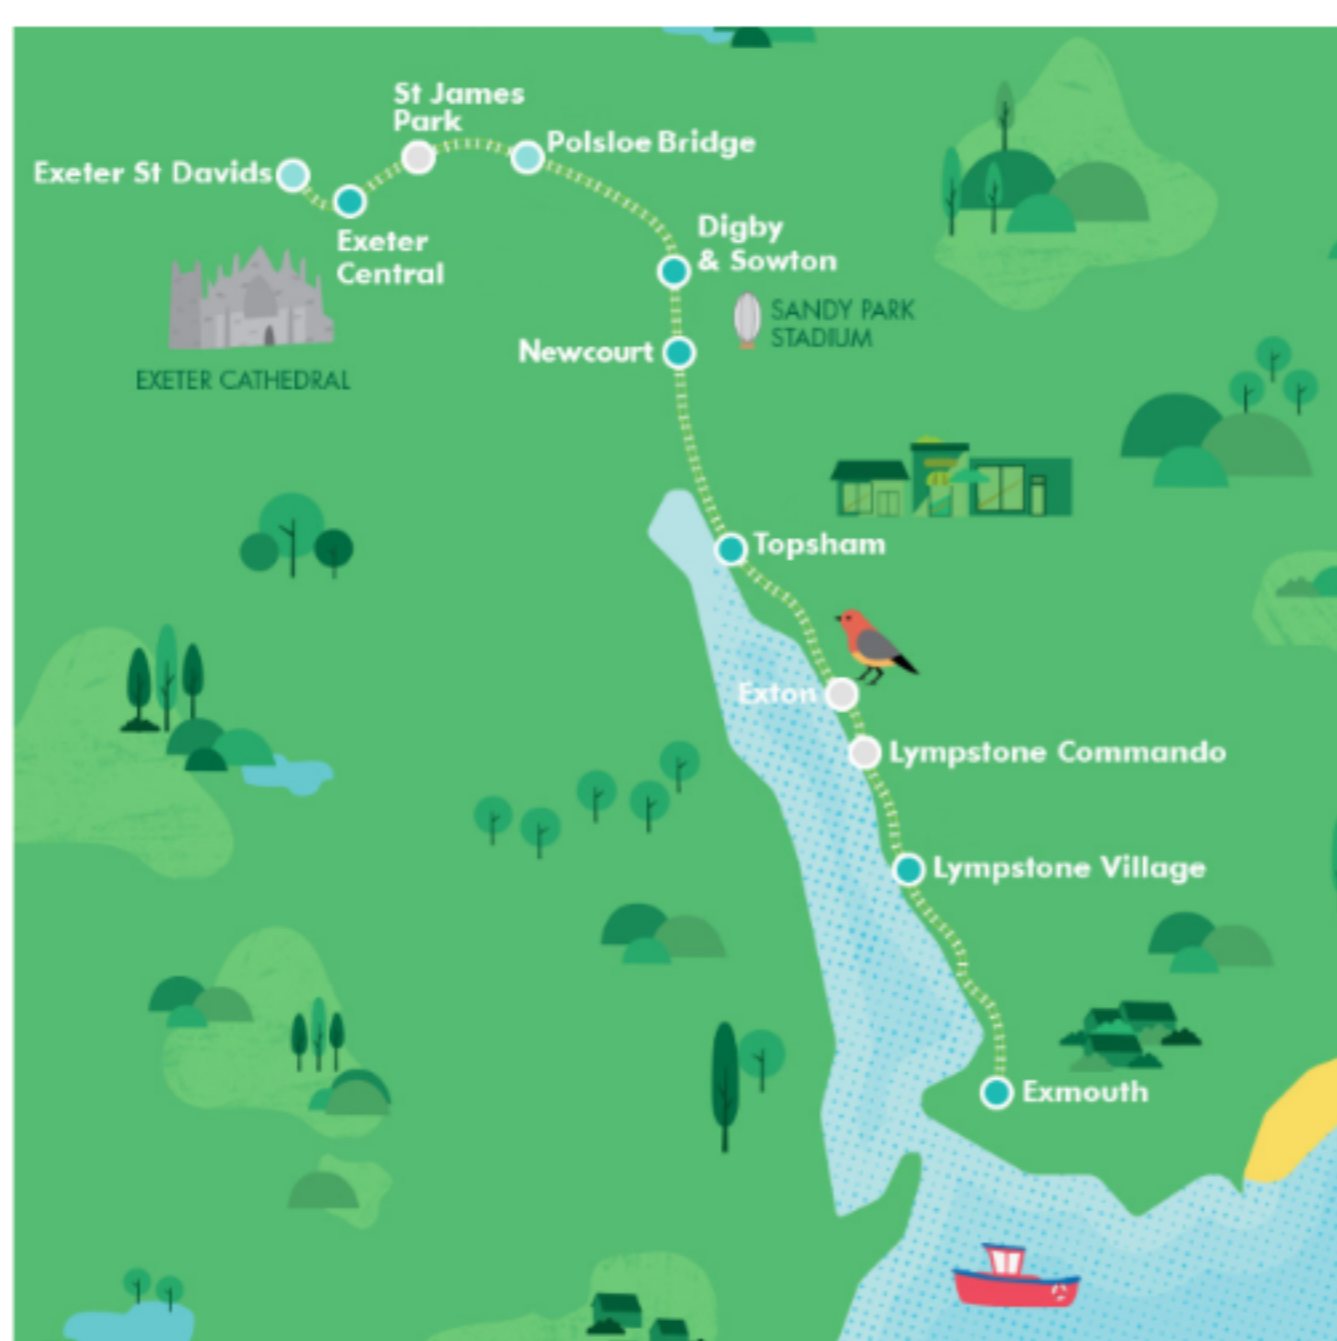 St James
Park
Polsloe Bridge
Exeter St Davids
Exeter
Central
Digby
& Sowton
SANDY PARK
STADIUM
Newcourt
EXETER CATHEDRAL
Topsham
Exton
Lympstone Commando
Lympstone Village
Exmouth